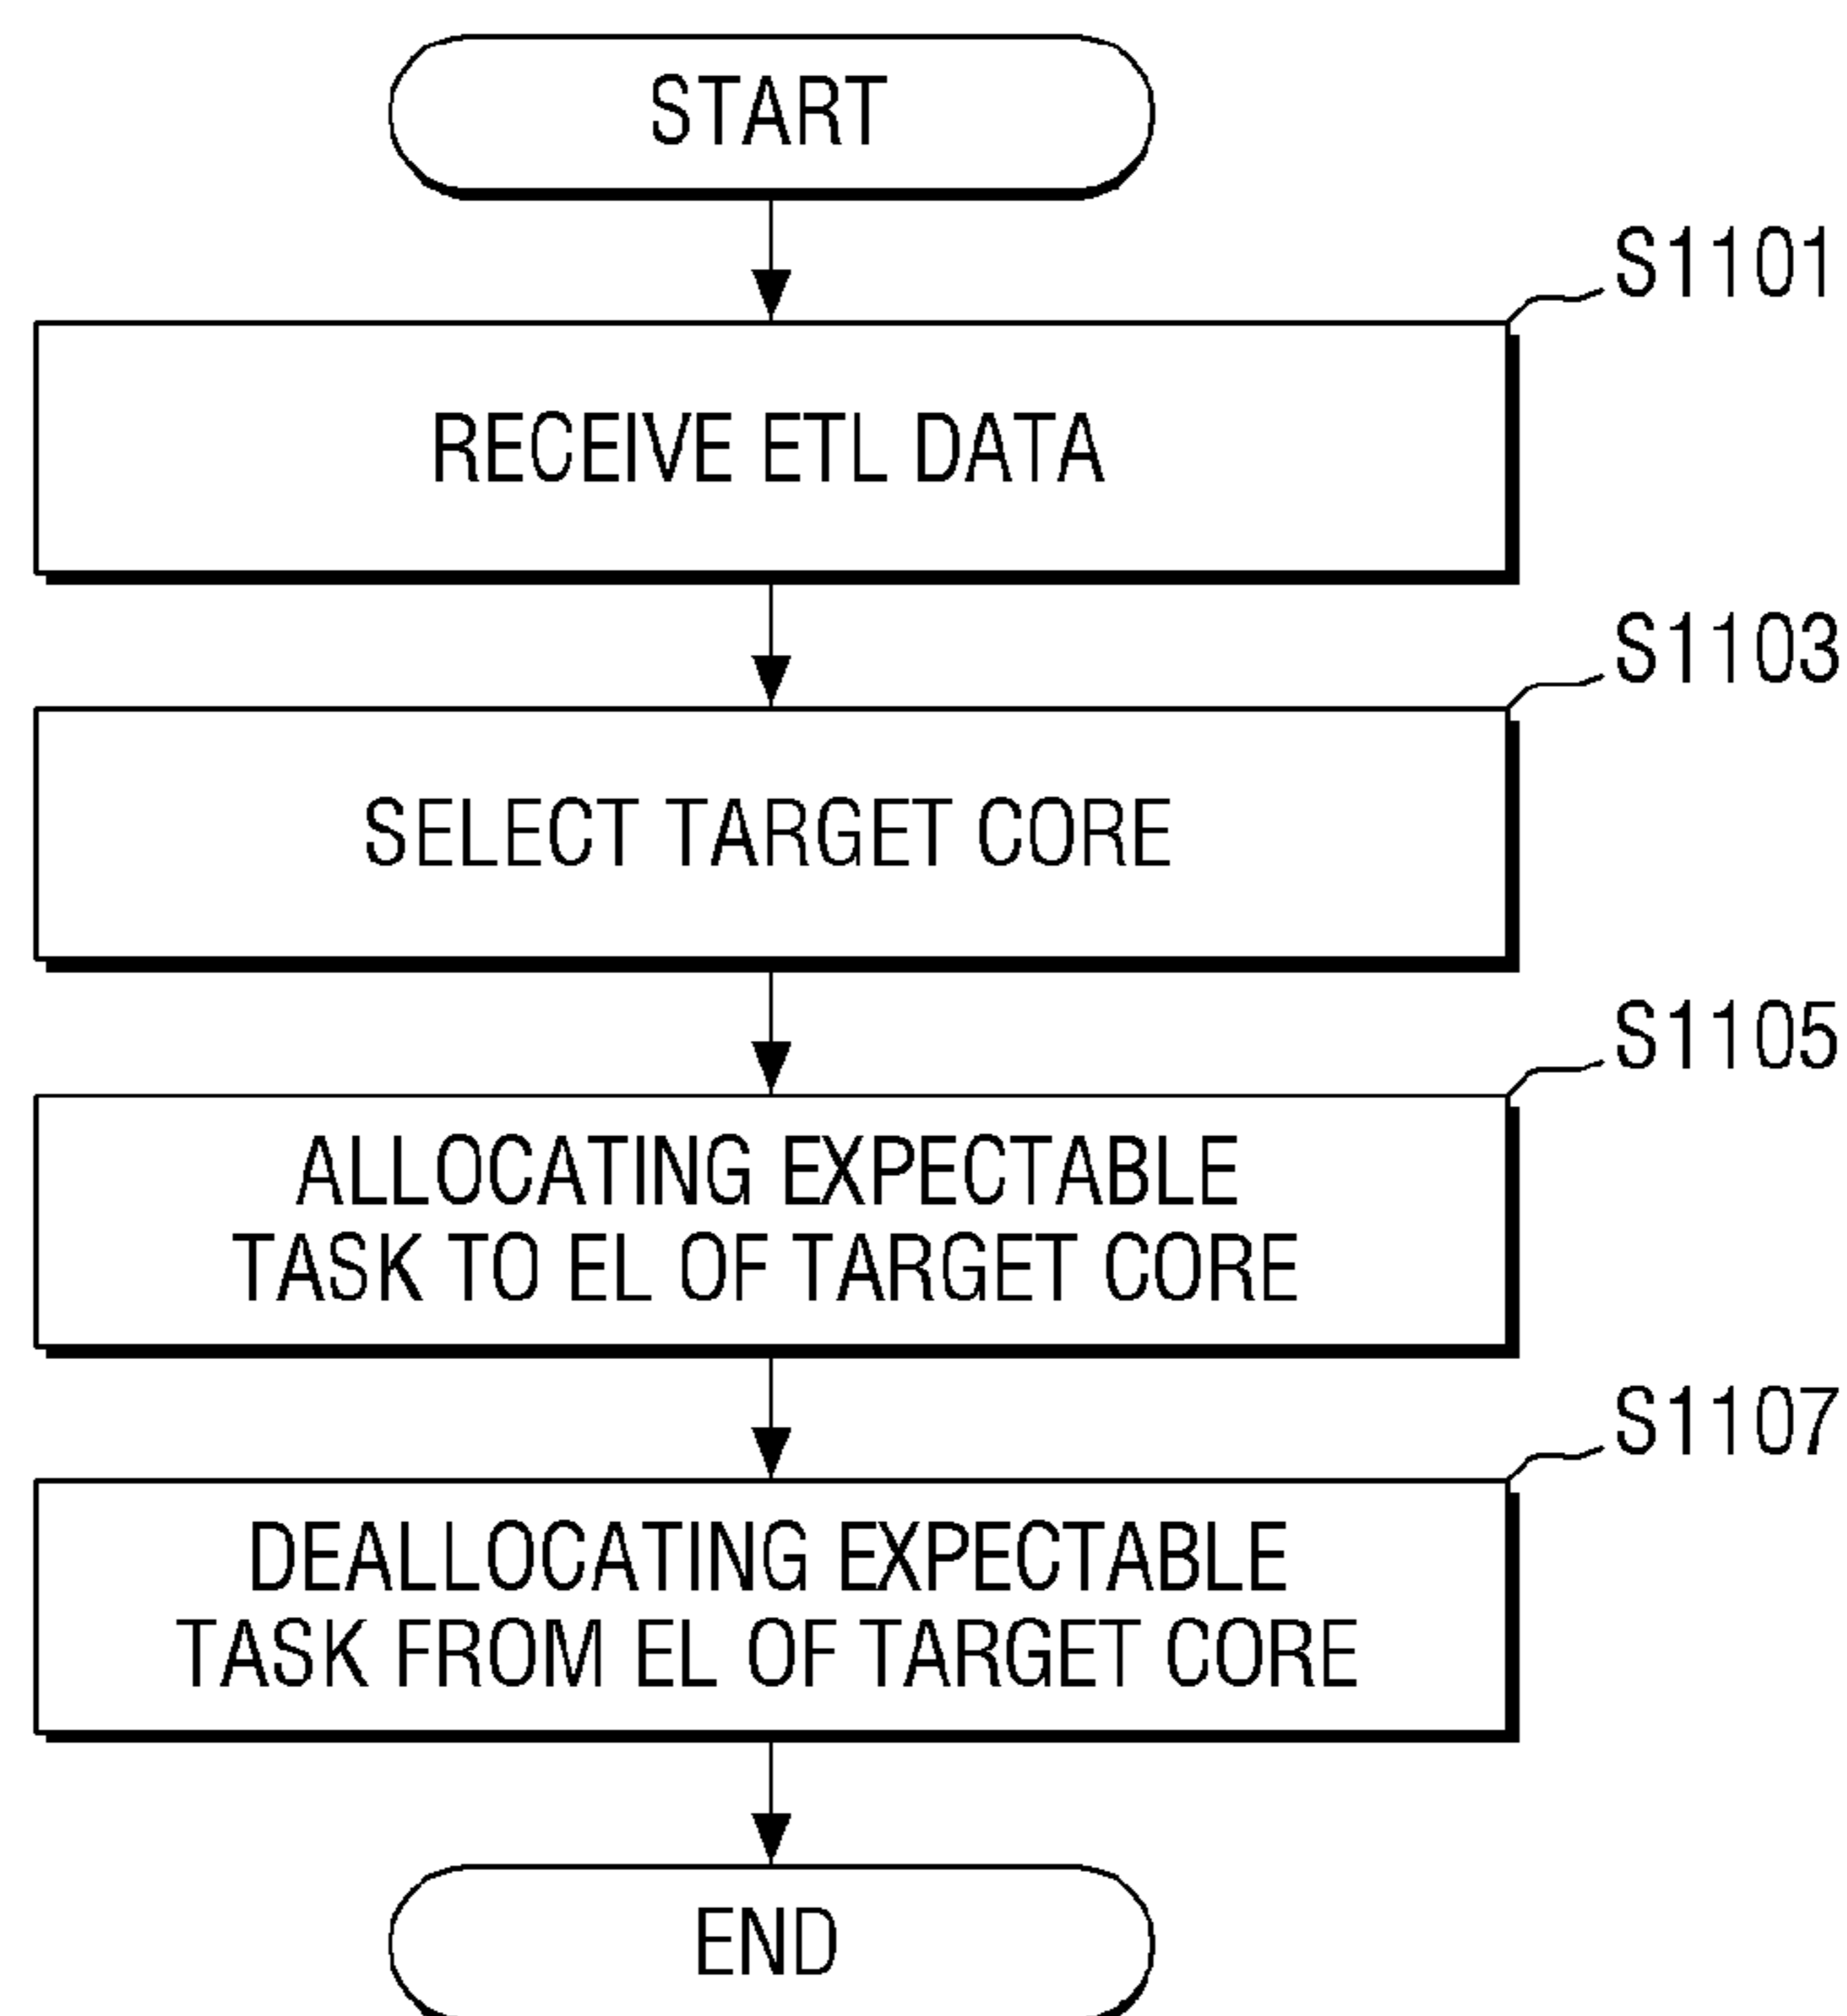 START
S1101
RECEIVE ETL DATA
S1103
SELECT TARGET CORE
S1105
ALLOCATING EXPECTABLE
TASK TO EL OF TARGET CORE
S1107
DEALLOCATING EXPECTABLE
TASK FROM EL OF TARGET CORE
END